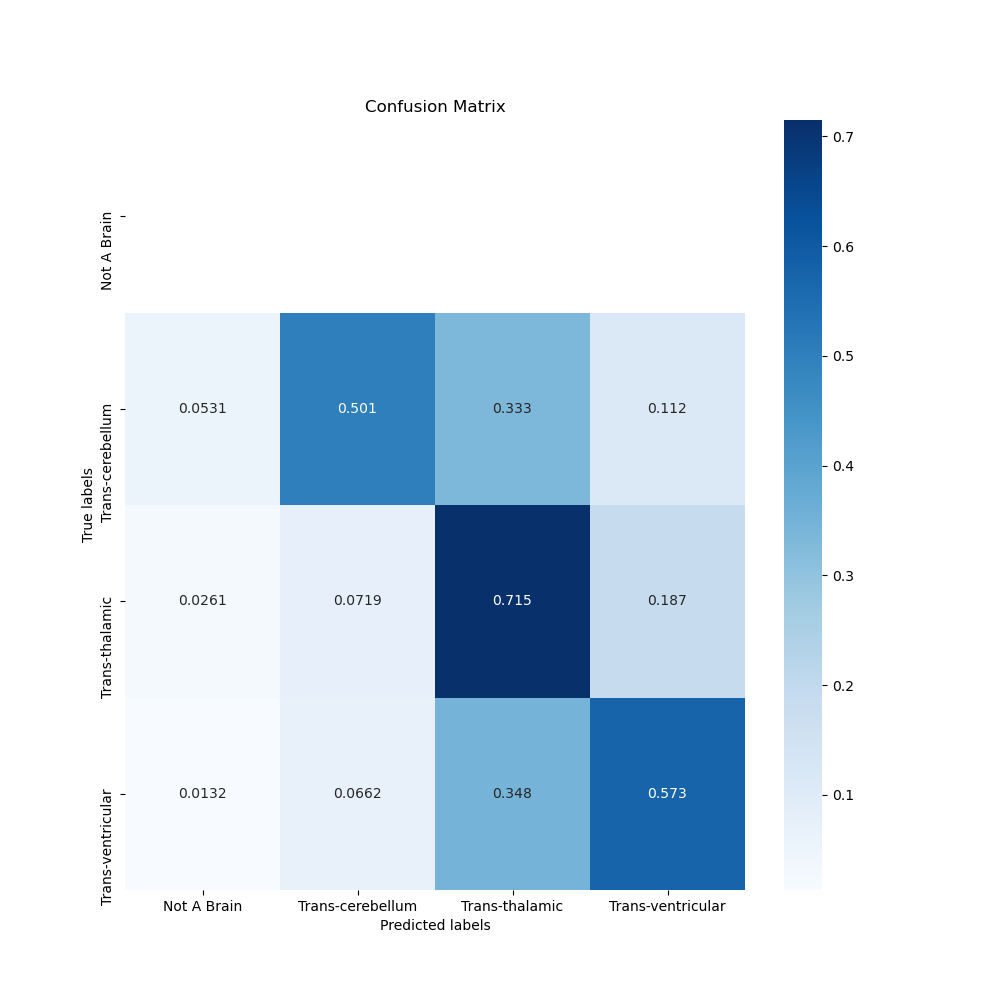 Confusion Matrix
Not A Brain
Trans-cerebellum
Trans-thalamic
Trans-ventricular
True labels
0.0531 0.501 0.333 0.112
0.0261 0.0719 0.715 0.187
0.0132 0.0662 0.348 0.573
Not A Brain Trans-cerebellum Trans-thalamic Trans-ventricular
Predicted labels
0.7
0.6
0.5
0.4
0.3
0.2
0.1